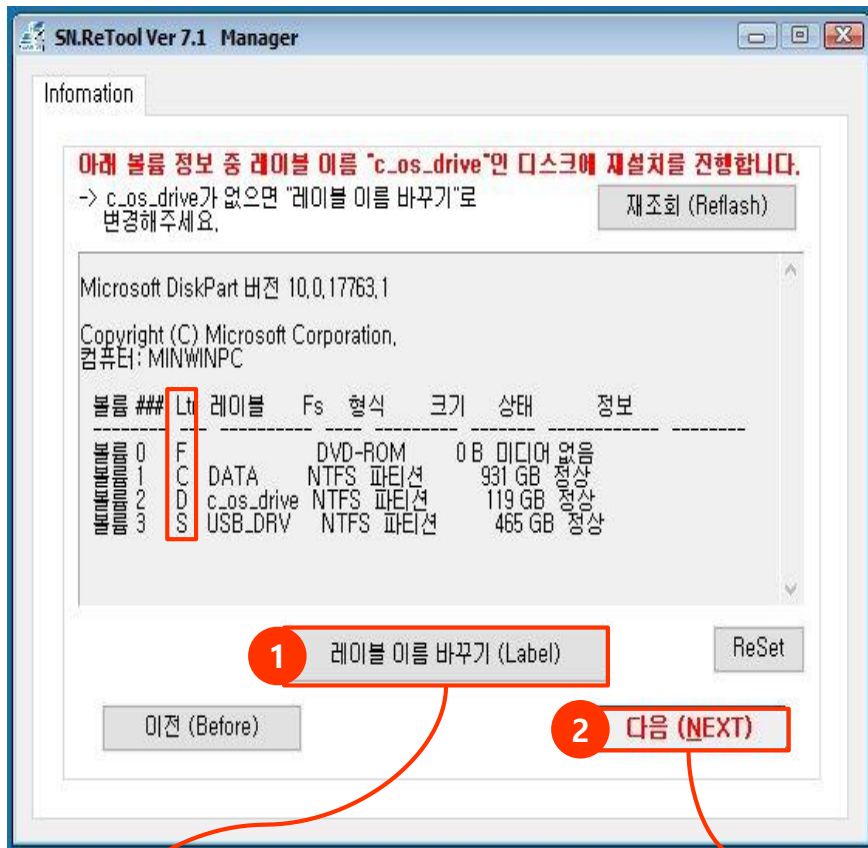 SN.ReTool Ver 7.1 Manager
Infomation
아래 볼륨 정보 중 레이블 이름 "c_os_drive"인 디스크에 재설치를 진행합니다.
-> c_os_drive가 없으면 "레이블 이름 바꾸기"로
변경해주세요.
재조회 (Reflash)
Microsoft DiskPart 버전 10.0.17763.1
Copyright (C) Microsoft Corporation.
컴퓨터: MINWINPC
볼륨 ### Ltr 레이블 Fs 형식 크기 상태 정보
---------- --- ----------- ----- ---------- ------- --------- --------
볼륨 0 F DVD-ROM 0 B 미디어 없음
볼륨 1 C DATA NTFS 파티션 931 GB 정상
볼륨 2 D c_os_drive NTFS 파티션 119 GB 정상
볼륨 3 S USB_DRV NTFS 파티션 465 GB 정상
1 레이블 이름 바꾸기 (Label)
ReSet
이전 (Before)
2 다음 (NEXT)